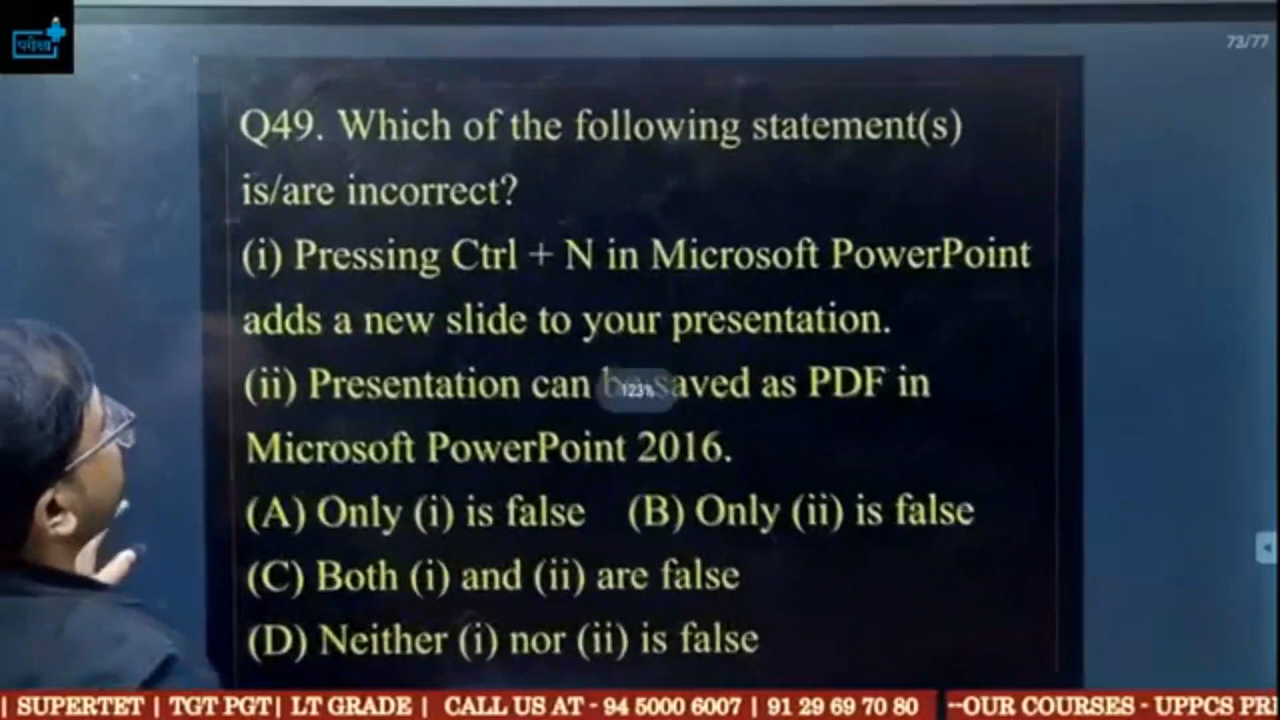 परीक्षा
73/77
Q49. Which of the following statement(s)
is/are incorrect?
(i) Pressing Ctrl + N in Microsoft PowerPoint
adds a new slide to your presentation.
(ii) Presentation can saved as PDF in
123%
Microsoft PowerPoint 2016.
(A) Only (i) is false (B) Only (ii) is false
(C) Both (i) and (ii) are false
(D) Neither (i) nor (ii) is false
| SUPERTET | TGT PGT| LT GRADE | CALL US AT - 94 5000 6007 | 91 29 69 70 80 --OUR COURSES - UPPCS